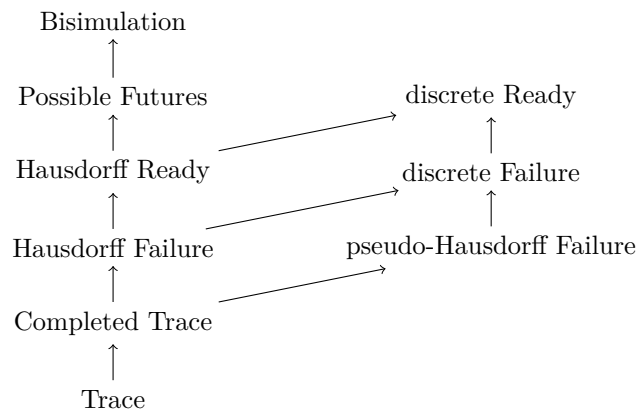 Bisimulation
Possible Futures
discrete Ready
Hausdorff Ready
discrete Failure
Hausdorff Failure
pseudo-Hausdorff Failure
Completed Trace
Trace